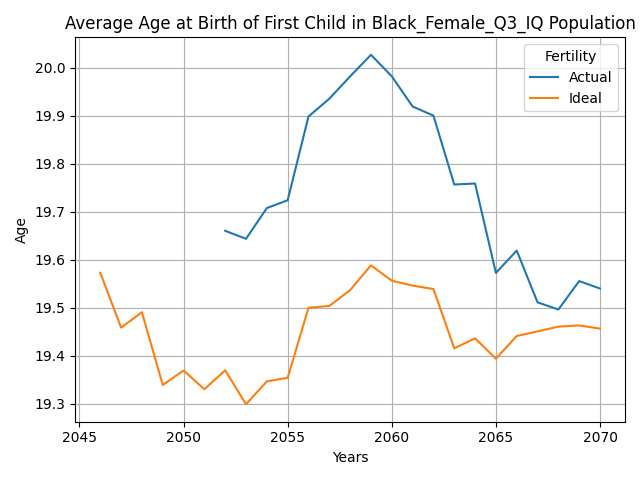 Average Age at Birth of First Child in Black_Female_Q3_IQ Population
Fertility
Actual
Ideal
Age
20.0
19.9
19.8
19.7
19.6
19.5
19.4
19.3
2045 2050 2055 2060 2065 2070
Years